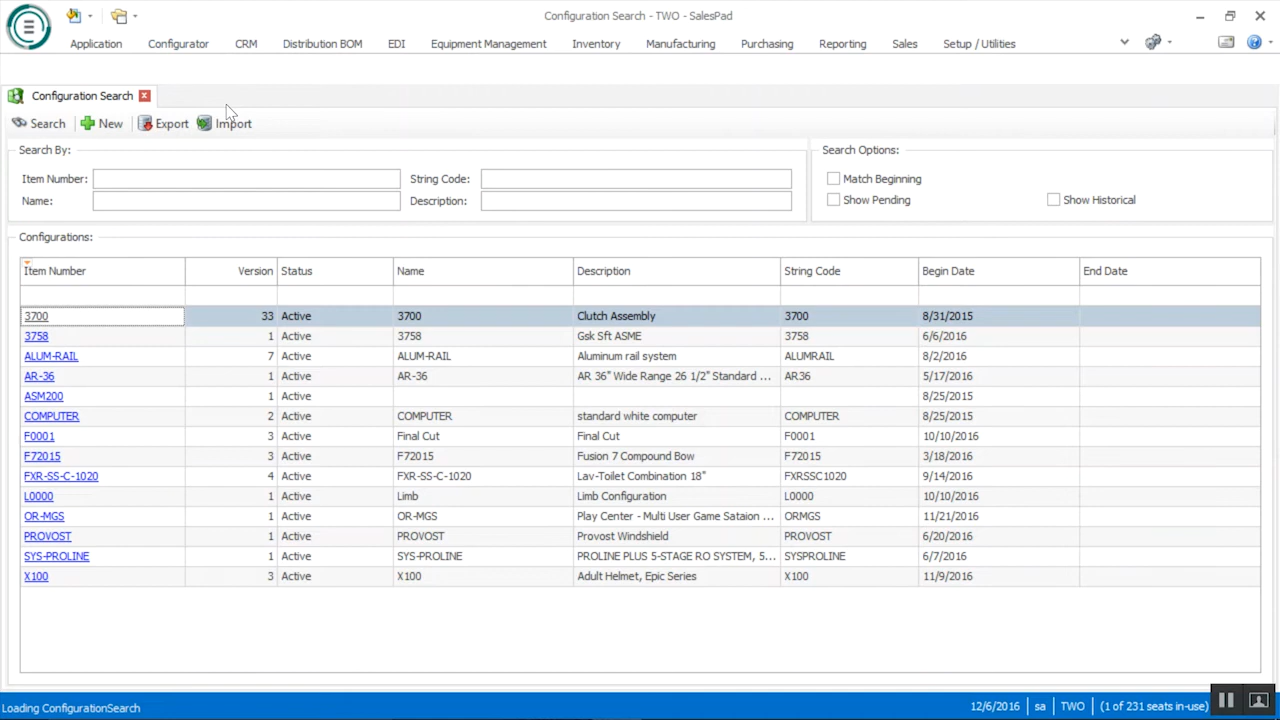 Configuration Search - TWO - SalesPad
Application Configurator CRM Distribution BOM EDI Equipment Management Inventory Manufacturing Purchasing Reporting Sales Setup / Utilities
Configuration Search
Search New Export Import
Search By: Search Options:
Item Number: String Code: Match Beginning
Name: Description: Show Pending Show Historical
Configurations:
Item Number Version Status Name Description String Code Begin Date End Date
3700 33 Active 3700 Clutch Assembly 3700 8/31/2015
3758 1 Active 3758 Gsk Sft ASME 3758 6/6/2016
ALUM-RAIL 7 Active ALUM-RAIL Aluminum rail system ALUMRAIL 8/2/2016
AR-36 1 Active AR-36 AR 36" Wide Range 26 1/2" Standard ... AR36 5/17/2016
ASM200 1 Active 8/25/2015
COMPUTER 2 Active COMPUTER standard white computer COMPUTER 8/25/2015
F0001 3 Active Final Cut Final Cut F0001 10/10/2016
F72015 3 Active F72015 Fusion 7 Compound Bow F72015 3/18/2016
FXR-SS-C-1020 4 Active FXR-SS-C-1020 Lav-Toilet Combination 18" FXRSSC1020 9/14/2016
L0000 1 Active Limb Limb Configuration L0000 10/10/2016
OR-MGS 1 Active OR-MGS Play Center - Multi User Game Sataion ... ORMGS 11/21/2016
PROVOST 1 Active PROVOST Provost Windshield PROVOST 6/20/2016
SYS-PROLINE 1 Active SYS-PROLINE PROLINE PLUS 5-STAGE RO SYSTEM, 5... SYSPROLINE 6/7/2016
X100 3 Active X100 Adult Helmet, Epic Series X100 11/9/2016
Loading ConfigurationSearch 12/6/2016 sa TWO (1 of 231 seats in-use)